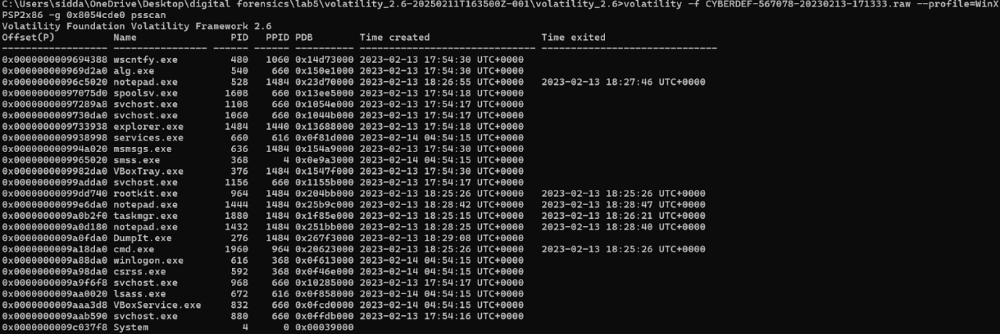 C:\Users\sidda\OneDrive\Desktop\digital forensics\lab5\volatility_2.6-20250211T163500Z-001\volatility_2.6>volatility -f CYBERDEF-567078-20230213-171333.raw --profile=WinX
PSP2x86 -g 0x8054cde0 psscan
Volatility Foundation Volatility Framework 2.6
Offset(P)          Name                PID   PPID PDB        Time created                   Time exited
------------------ ---------------- ------ ------ ---------- ------------------------------ ------------------------------
0x0000000009694388 wscntfy.exe         480   1060 0x14d73000 2023-02-13 17:54:30 UTC+0000
0x000000000969d2a0 alg.exe             540    660 0x150e1000 2023-02-13 17:54:30 UTC+0000
0x00000000096c5020 notepad.exe         528   1484 0x23d70000 2023-02-13 18:26:55 UTC+0000   2023-02-13 18:27:46 UTC+0000
0x00000000097075d0 spoolsv.exe        1608    660 0x13ee5000 2023-02-13 17:54:18 UTC+0000
0x00000000097289a8 svchost.exe        1108    660 0x1054e000 2023-02-13 17:54:17 UTC+0000
0x0000000009730da0 svchost.exe        1060    660 0x1044b000 2023-02-13 17:54:17 UTC+0000
0x0000000009733938 explorer.exe       1484   1440 0x13688000 2023-02-13 17:54:18 UTC+0000
0x0000000009938998 services.exe        660    616 0x0f81d000 2023-02-14 04:54:15 UTC+0000
0x000000000994a020 msmsgs.exe          636   1484 0x154a9000 2023-02-13 17:54:30 UTC+0000
0x0000000009965020 smss.exe            368      4 0x0e9a3000 2023-02-14 04:54:15 UTC+0000
0x0000000009982da0 VBoxTray.exe        376   1484 0x1547f000 2023-02-13 17:54:30 UTC+0000
0x00000000099adda0 svchost.exe        1156    660 0x1155b000 2023-02-13 17:54:17 UTC+0000
0x00000000099dd740 rootkit.exe         964   1484 0x204bb000 2023-02-13 18:25:26 UTC+0000   2023-02-13 18:25:26 UTC+0000
0x00000000099e6da0 notepad.exe        1444   1484 0x25b9c000 2023-02-13 18:28:42 UTC+0000   2023-02-13 18:28:47 UTC+0000
0x0000000009a0b2f0 taskmgr.exe        1880   1484 0x1f85e000 2023-02-13 18:25:15 UTC+0000   2023-02-13 18:26:21 UTC+0000
0x0000000009a0d180 notepad.exe        1432   1484 0x251bb000 2023-02-13 18:28:25 UTC+0000   2023-02-13 18:28:40 UTC+0000
0x0000000009a0fda0 DumpIt.exe          276   1484 0x267f3000 2023-02-13 18:29:08 UTC+0000
0x0000000009a18da0 cmd.exe            1960    964 0x20623000 2023-02-13 18:25:26 UTC+0000   2023-02-13 18:25:26 UTC+0000
0x0000000009a88da0 winlogon.exe        616    368 0x0f613000 2023-02-14 04:54:15 UTC+0000
0x0000000009a98da0 csrss.exe           592    368 0x0f46e000 2023-02-14 04:54:15 UTC+0000
0x0000000009a9f6f8 svchost.exe         968    660 0x10285000 2023-02-13 17:54:17 UTC+0000
0x0000000009aa0020 lsass.exe           672    616 0x0f858000 2023-02-14 04:54:15 UTC+0000
0x0000000009aaa3d8 VBoxService.exe     832    660 0x0fcd0000 2023-02-14 04:54:15 UTC+0000
0x0000000009aab590 svchost.exe         880    660 0x0ffdb000 2023-02-13 17:54:16 UTC+0000
0x0000000009c037f8 System                4      0 0x00039000